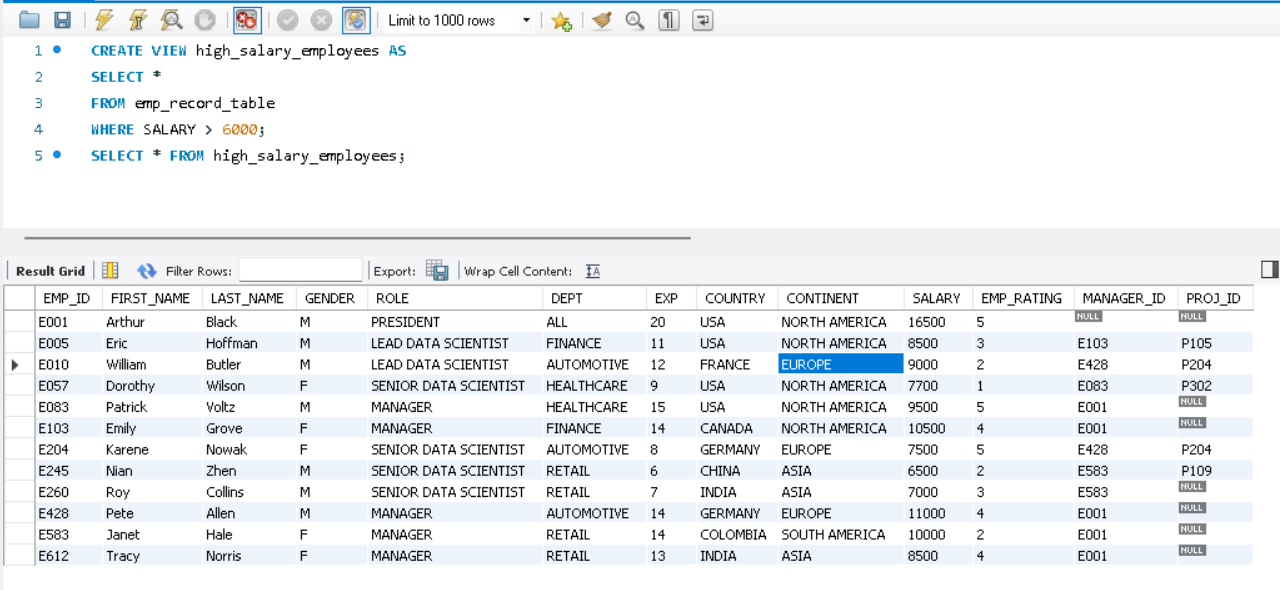 Limit to 1000 rows
1 CREATE VIEW high_salary_employees AS
2 SELECT *
3 FROM emp_record_table
4 WHERE SALARY > 6000;
5 SELECT * FROM high_salary_employees;
Result Grid Filter Rows: Export: Wrap Cell Content: IA
EMP_ID FIRST_NAME LAST_NAME GENDER ROLE DEPT EXP COUNTRY CONTINENT SALARY EMP_RATING MANAGER_ID PROJ_ID
E001 Arthur Black M PRESIDENT ALL 20 USA NORTH AMERICA 16500 5 NULL NULL
E005 Eric Hoffman M LEAD DATA SCIENTIST FINANCE 11 USA NORTH AMERICA 8500 3 E103 P105
E010 William Butler M LEAD DATA SCIENTIST AUTOMOTIVE 12 FRANCE EUROPE 9000 2 E428 P204
E057 Dorothy Wilson F SENIOR DATA SCIENTIST HEALTHCARE 9 USA NORTH AMERICA 7700 1 E083 P302
E083 Patrick Voltz M MANAGER HEALTHCARE 15 USA NORTH AMERICA 9500 5 E001 NULL
E103 Emily Grove F MANAGER FINANCE 14 CANADA NORTH AMERICA 10500 4 E001 NULL
E204 Karene Nowak F SENIOR DATA SCIENTIST AUTOMOTIVE 8 GERMANY EUROPE 7500 5 E428 P204
E245 Nian Zhen M SENIOR DATA SCIENTIST RETAIL 6 CHINA ASIA 6500 2 E583 P109
E260 Roy Collins M SENIOR DATA SCIENTIST RETAIL 7 INDIA ASIA 7000 3 E583 NULL
E428 Pete Allen M MANAGER AUTOMOTIVE 14 GERMANY EUROPE 11000 4 E001 NULL
E583 Janet Hale F MANAGER RETAIL 14 COLOMBIA SOUTH AMERICA 10000 2 E001 NULL
E612 Tracy Norris F MANAGER RETAIL 13 INDIA ASIA 8500 4 E001 NULL